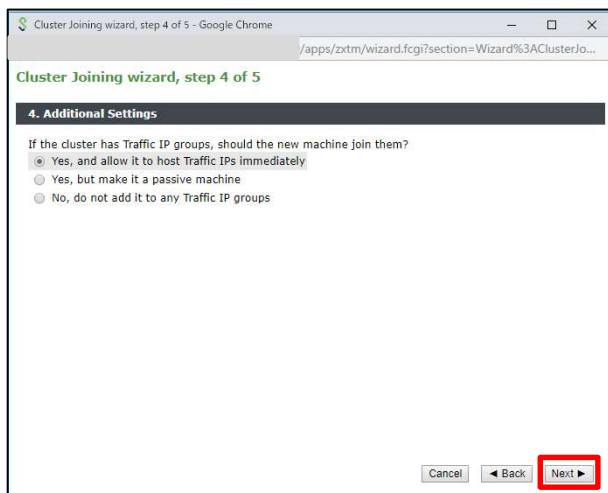 Cluster Joining wizard, step 4 of 5 - Google Chrome
/apps/zxtm/wizard.fcgi?section=Wizard%3AClusterJo...
Cluster Joining wizard, step 4 of 5
4. Additional Settings
If the cluster has Traffic IP groups, should the new machine join them?
Yes, and allow it to host Traffic IPs immediately
Yes, but make it a passive machine
No, do not add it to any Traffic IP groups
Cancel ◄ Back Next ►